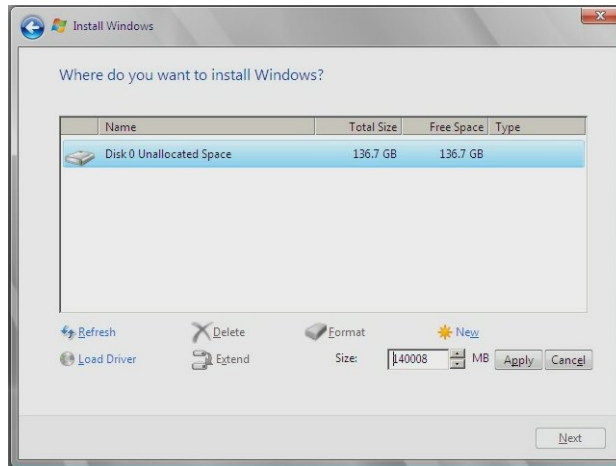 Install Windows
Where do you want to install Windows?
Name Total Size Free Space Type
Disk 0 Unallocated Space 136.7 GB 136.7 GB
Refresh Delete Format New
Load Driver Extend Size: 140008 MB Apply Cancel
Next